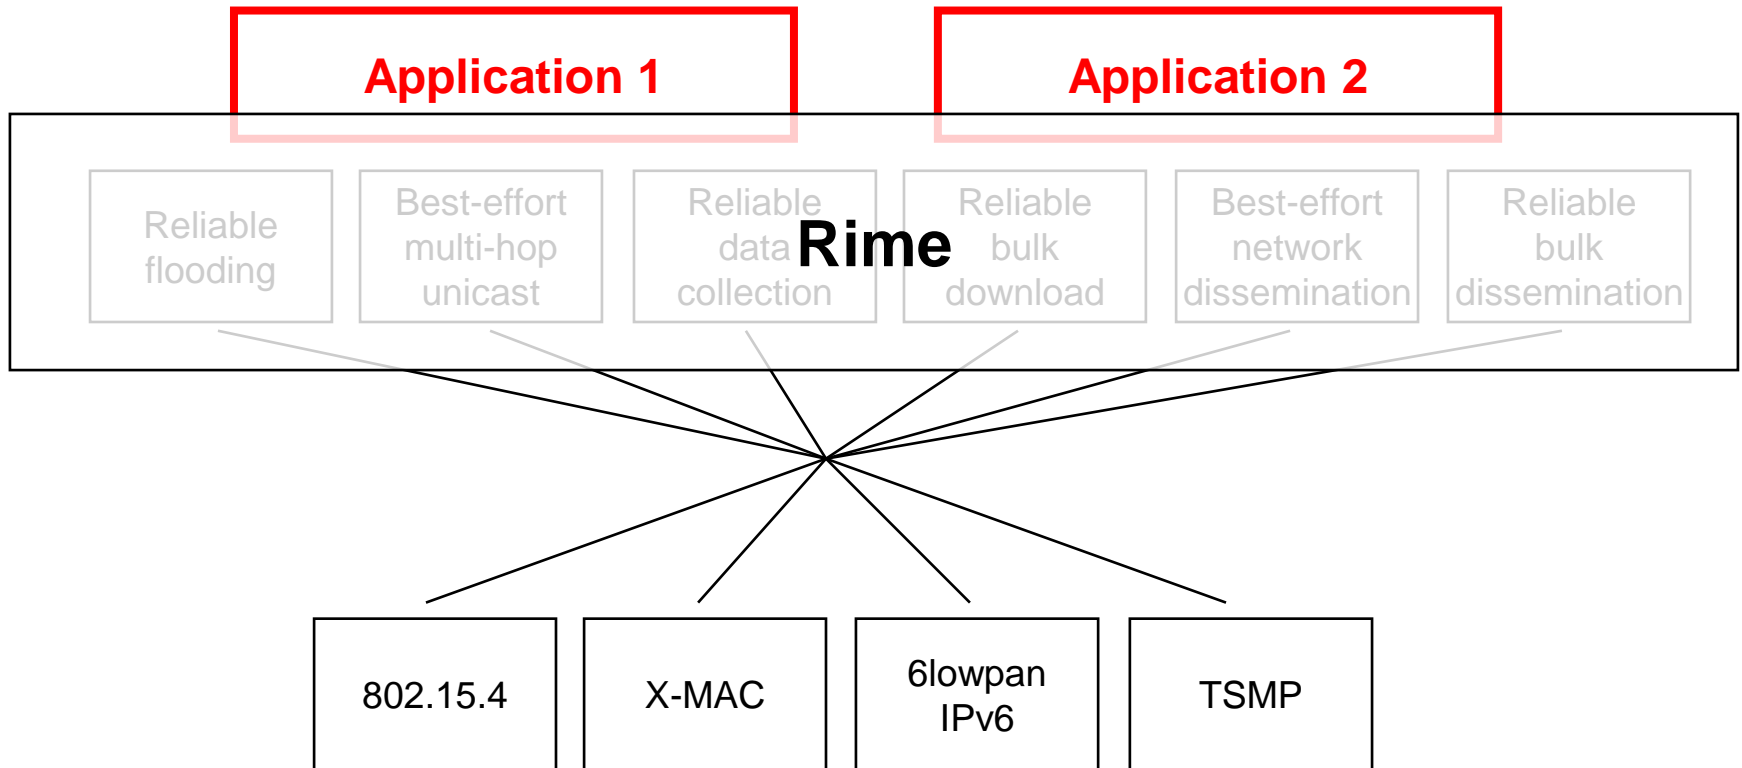 Application 1
Application 2
Reliable
flooding
Best-effort
multi-hop
unicast
Reliable
data
collection
Rime
Reliable
bulk
download
Best-effort
network
dissemination
Reliable
bulk
dissemination
802.15.4
X-MAC
6lowpan
IPv6
TSMP